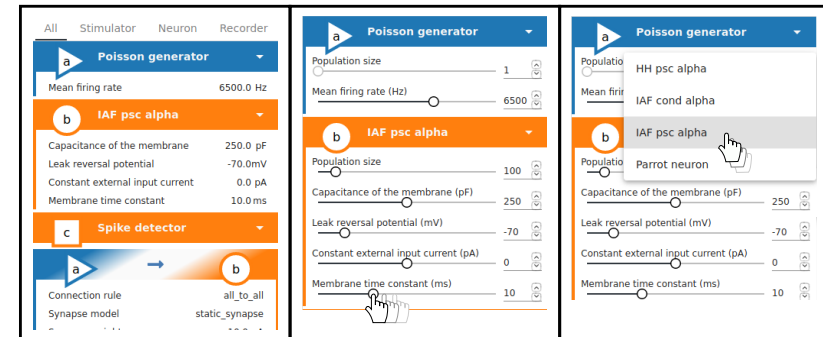 All Stimulator Neuron Recorder
a Poisson generator
Mean firing rate 6500.0 Hz
b IAF psc alpha
Capacitance of the membrane 250.0 pF
Leak reversal potential -70.0mV
Constant external input current 0.0 pA
Membrane time constant 10.0 ms
c Spike detector
a → b
Connection rule all_to_all
Synapse model static_synapse
a Poisson generator
Population size
1
Mean firing rate (Hz)
6500
b IAF psc alpha
Population size
100
Capacitance of the membrane (pF)
250
Leak reversal potential (mV)
-70
Constant external input current (pA)
0
Membrane time constant (ms)
10
a Poisson generator
Populatio
HH psc alpha
Mean firi
IAF cond alpha
b
IAF psc alpha
Populatio
Parrot neuron
Capacitance of the membrane (pF)
250
Leak reversal potential (mV)
-70
Constant external input current (pA)
0
Membrane time constant (ms)
10